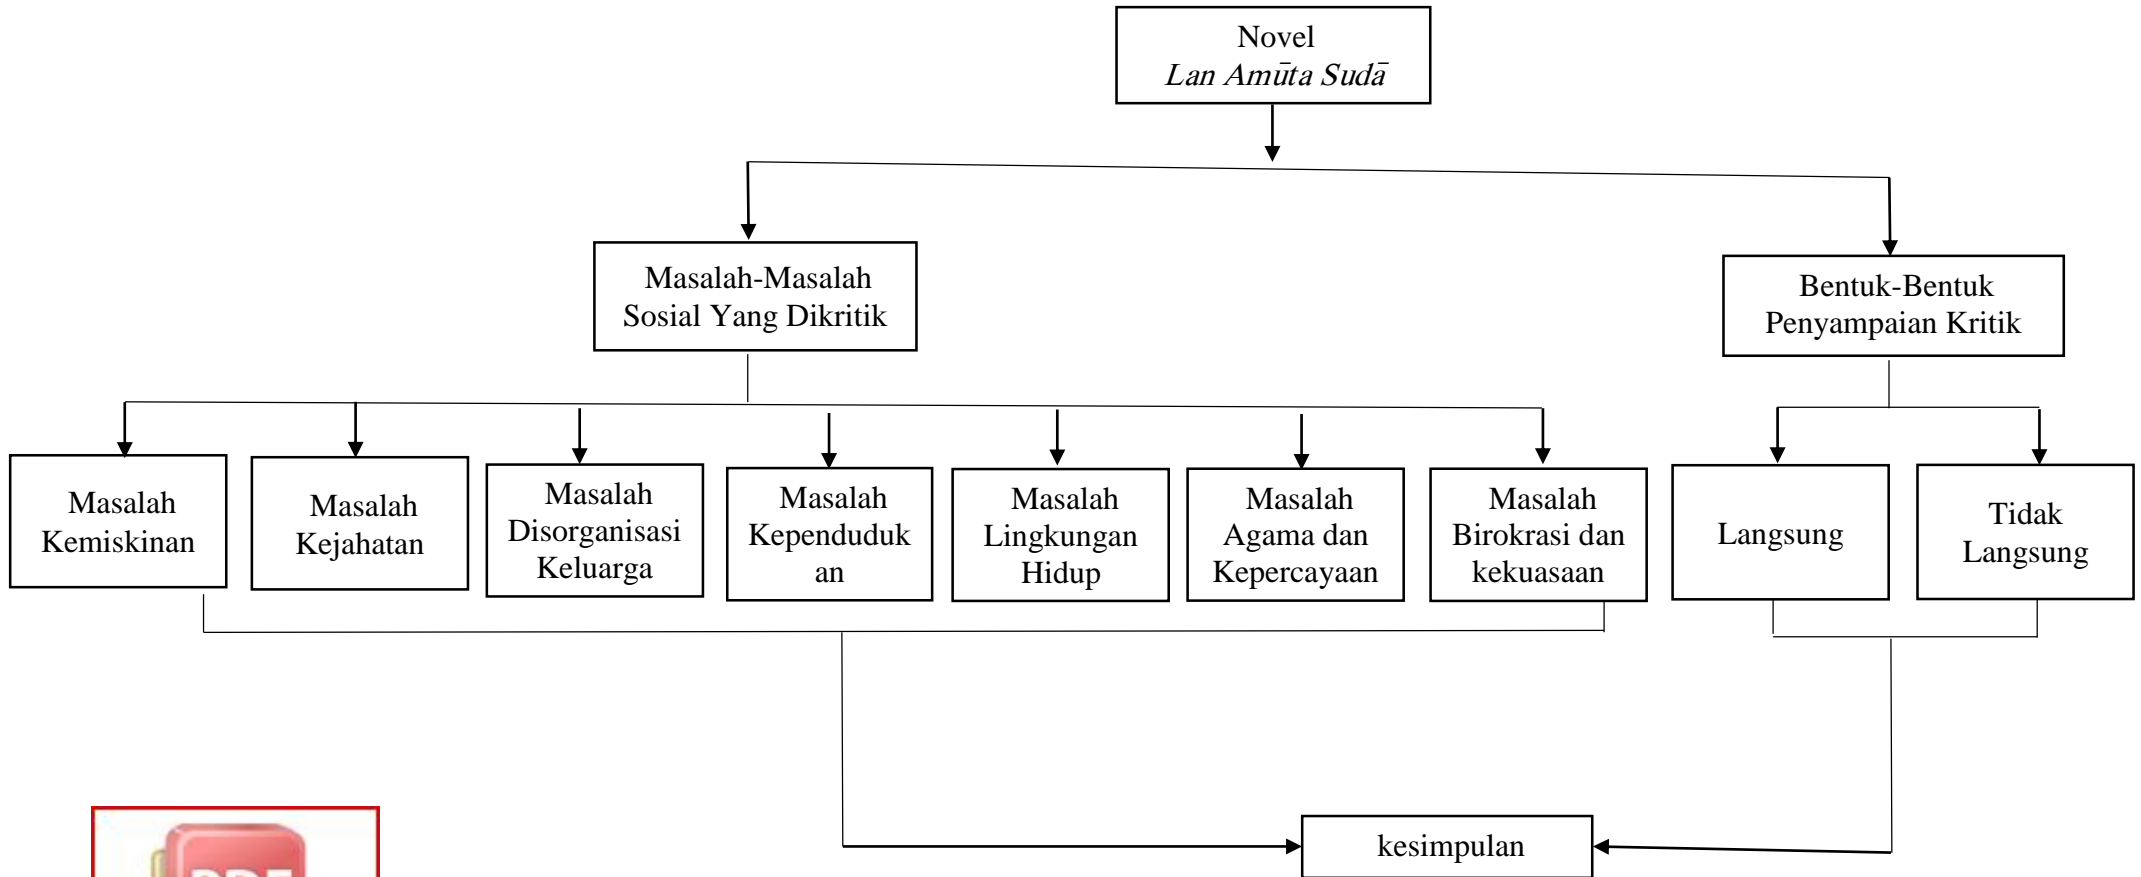 Novel
Lan Amūta Sudā
Masalah-Masalah
Sosial Yang Dikritik
Bentuk-Bentuk
Penyampaian Kritik
Masalah
Kemiskinan
Masalah
Kejahatan
Masalah
Disorganisasi
Keluarga
Masalah
Kependuduk
an
Masalah
Lingkungan
Hidup
Masalah
Agama dan
Kepercayaan
Masalah
Birokrasi dan
kekuasaan
Langsung
Tidak
Langsung
kesimpulan
PDF